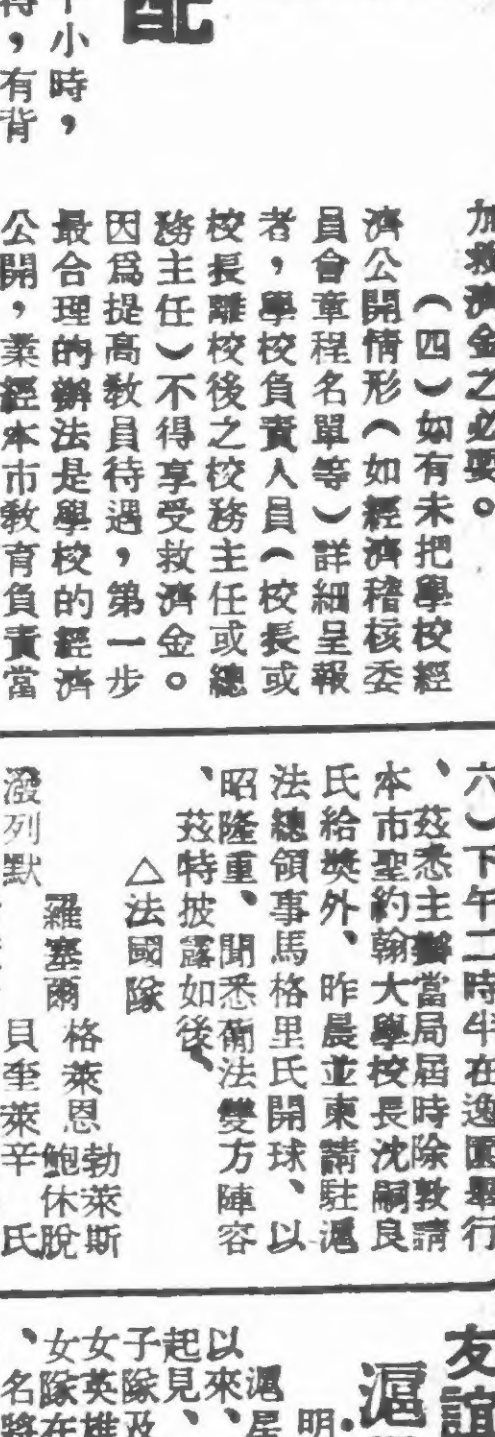 配
十小時，
得，有背
加救濟金之必要。
（四）如有未把學校經
濟公開情形（如經濟稽核委
員會章程名單等）詳細呈報
者，學校負責人員（校長或
校長離校後之校務主任或總
務主任）不得享受救濟金。
因爲提高教員待遇，第一步
最合理的辦法是學校的經濟
公開，業經本市教育負責當
六）下午二時半在逸園舉行
、茲悉主辦當局屆時除敦請
本市聖約翰大學校長沈嗣良
氏給獎外、昨晨並柬請駐滬
法總領事馬格里氏開球、以
昭隆重、聞悉葡法雙方陣容
、茲特披露如後、
△法國隊
格萊恩 勃萊斯
羅塞爾 鮑休脫
潑列默 貝奎萊辛 氏
友誼
滬
明
滬星
以來、
起見、
子隊及
女英雄
女隊在
、名將